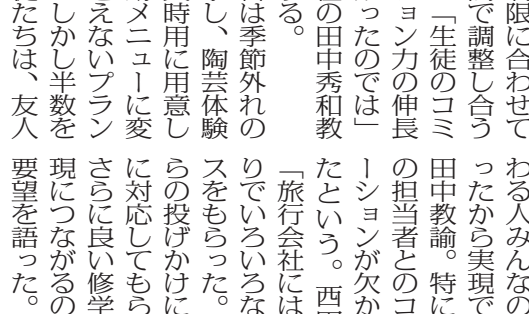 限に合わせて
で調整し合う
「生徒のコミ
ョン力の伸長
ったのでは」
の田中秀和教
る。
は季節外れの
し、陶芸体験
時用に用意し
メニューに変
えないプラン
しかし半数を
たちは、友人
わる人みんなの
ったから実現で
田中教諭。特に
の担当者とのコ
ーションが欠か
たという。西田
「旅行会社には
りでいろいろな
スをもらった。
らの投げかけに
に対応してもら
さらに良い修学
現につながるの
要望を語った。